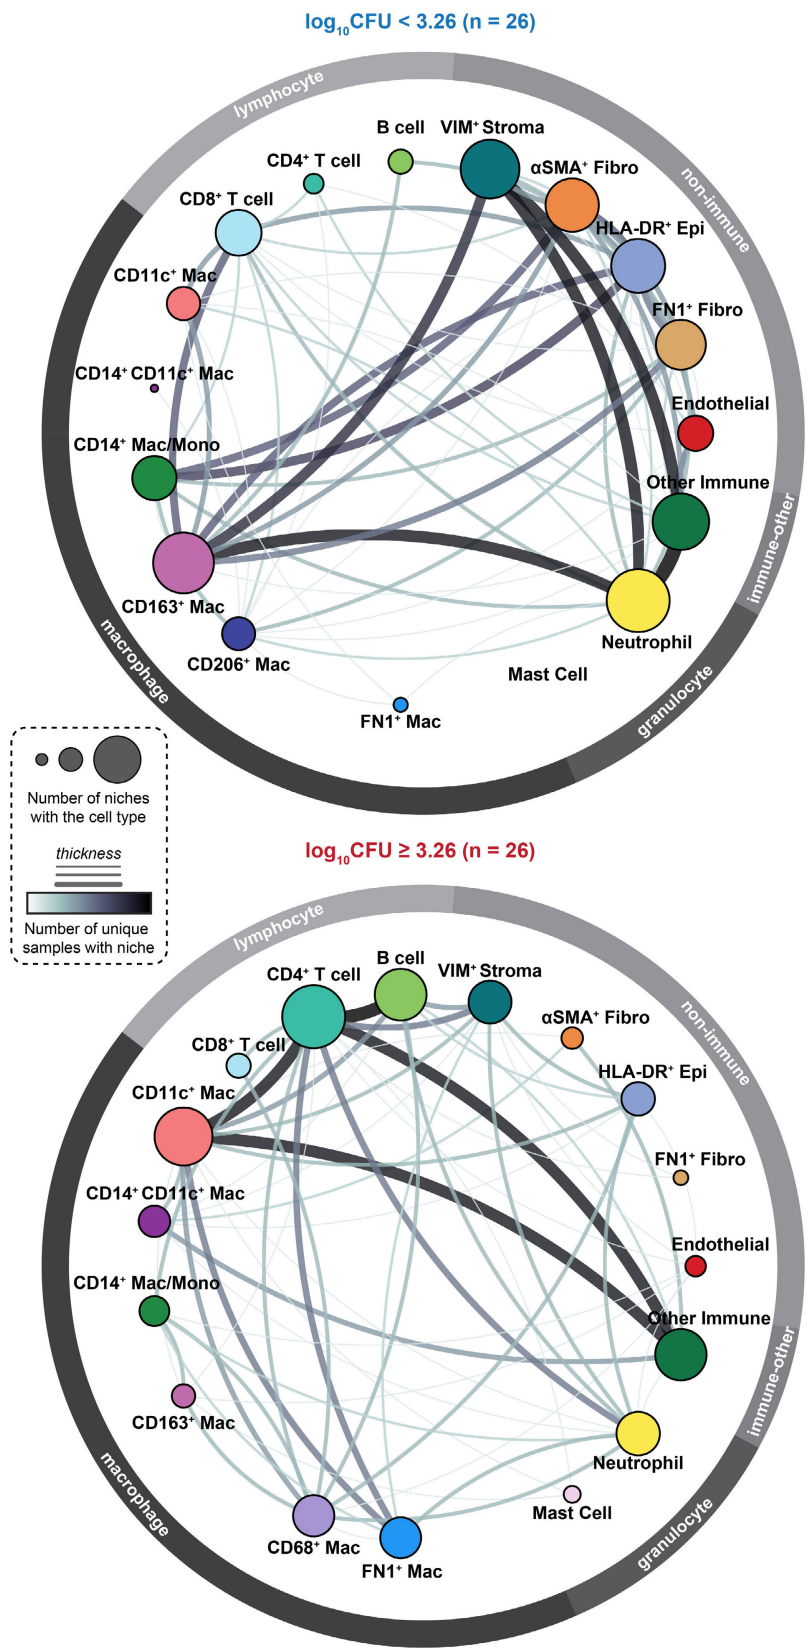 log₁₀CFU < 3.26 (n = 26)
lymphocyte
non-immune
B cell
VIM⁺ Stroma
CD4⁺ T cell
αSMA⁺ Fibro
CD8⁺ T cell
HLA-DR⁺ Epi
CD11c⁺ Mac
FN1⁺ Fibro
CD14⁺ CD11c⁺ Mac
Endothelial
CD14⁺ Mac/Mono
Other Immune
immune-other
CD163⁺ Mac
Neutrophil
CD206⁺ Mac
Mast Cell
macrophage
granulocyte
FN1⁺ Mac
Number of niches
with the cell type
thickness
Number of unique
samples with niche
log₁₀CFU ≥ 3.26 (n = 26)
lymphocyte
non-immune
B cell
CD4⁺ T cell
VIM⁺ Stroma
αSMA⁺ Fibro
CD8⁺ T cell
HLA-DR⁺ Epi
CD11c⁺ Mac
FN1⁺ Fibro
CD14⁺ CD11c⁺ Mac
Endothelial
CD14⁺ Mac/Mono
Other Immune
immune-other
CD163⁺ Mac
Neutrophil
Mast Cell
macrophage
granulocyte
CD68⁺ Mac
FN1⁺ Mac